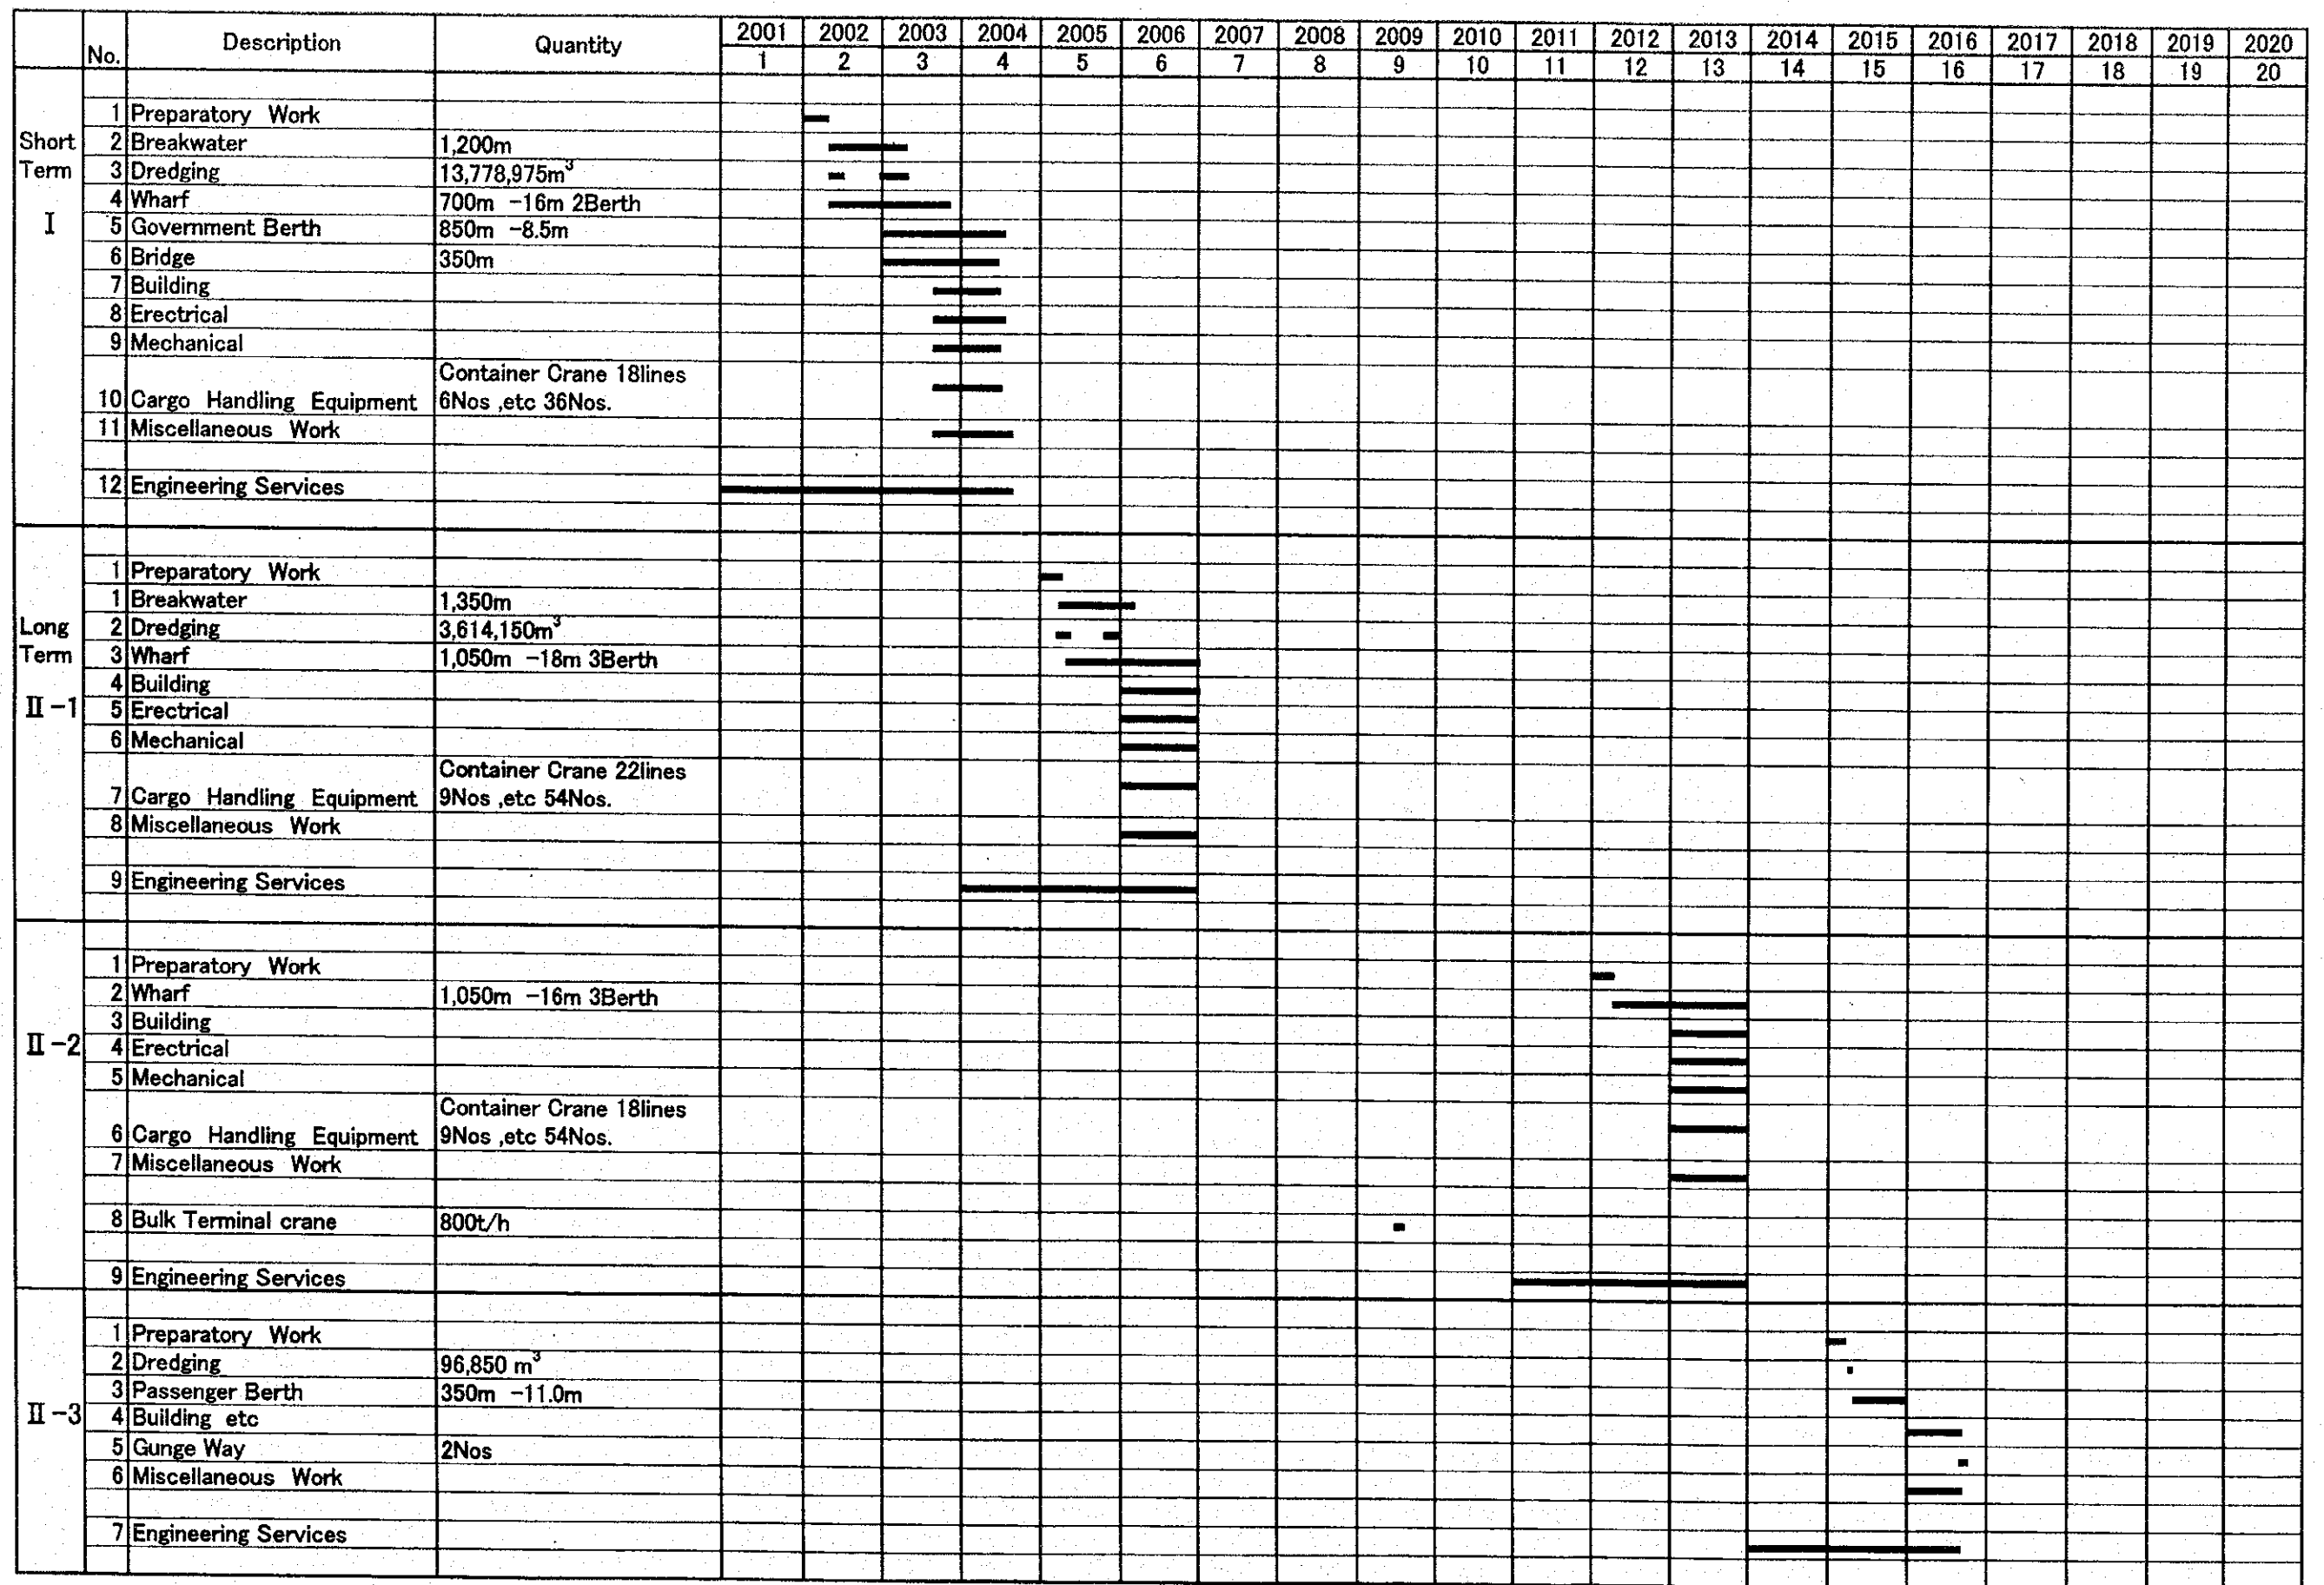 No. Description Quantity 2001 2002 2003 2004 2005 2006 2007 2008 2009 2010 2011 2012 2013 2014 2015 2016 2017 2018 2019 2020
1 2 3 4 5 6 7 8 9 10 11 12 13 14 15 16 17 18 19 20
Short Term I
1 Preparatory Work
2 Breakwater 1,200m
3 Dredging 13,778,975m³
4 Wharf 700m -16m 2Berth
5 Government Berth 850m -8.5m
6 Bridge 350m
7 Building
8 Erectrical
9 Mechanical
Container Crane 18lines
10 Cargo Handling Equipment 6Nos ,etc 36Nos.
11 Miscellaneous Work
12 Engineering Services
Long Term II-1
1 Preparatory Work
1 Breakwater 1,350m
2 Dredging 3,614,150m³
3 Wharf 1,050m -18m 3Berth
4 Building
5 Erectrical
6 Mechanical
Container Crane 22lines
7 Cargo Handling Equipment 9Nos ,etc 54Nos.
8 Miscellaneous Work
9 Engineering Services
II-2
1 Preparatory Work
2 Wharf 1,050m -16m 3Berth
3 Building
4 Erectrical
5 Mechanical
Container Crane 18lines
6 Cargo Handling Equipment 9Nos ,etc 54Nos.
7 Miscellaneous Work
8 Bulk Terminal crane 800t/h
9 Engineering Services
II-3
1 Preparatory Work
2 Dredging 96,850 m³
3 Passenger Berth 350m -11.0m
4 Building etc
5 Gunge Way 2Nos
6 Miscellaneous Work
7 Engineering Services